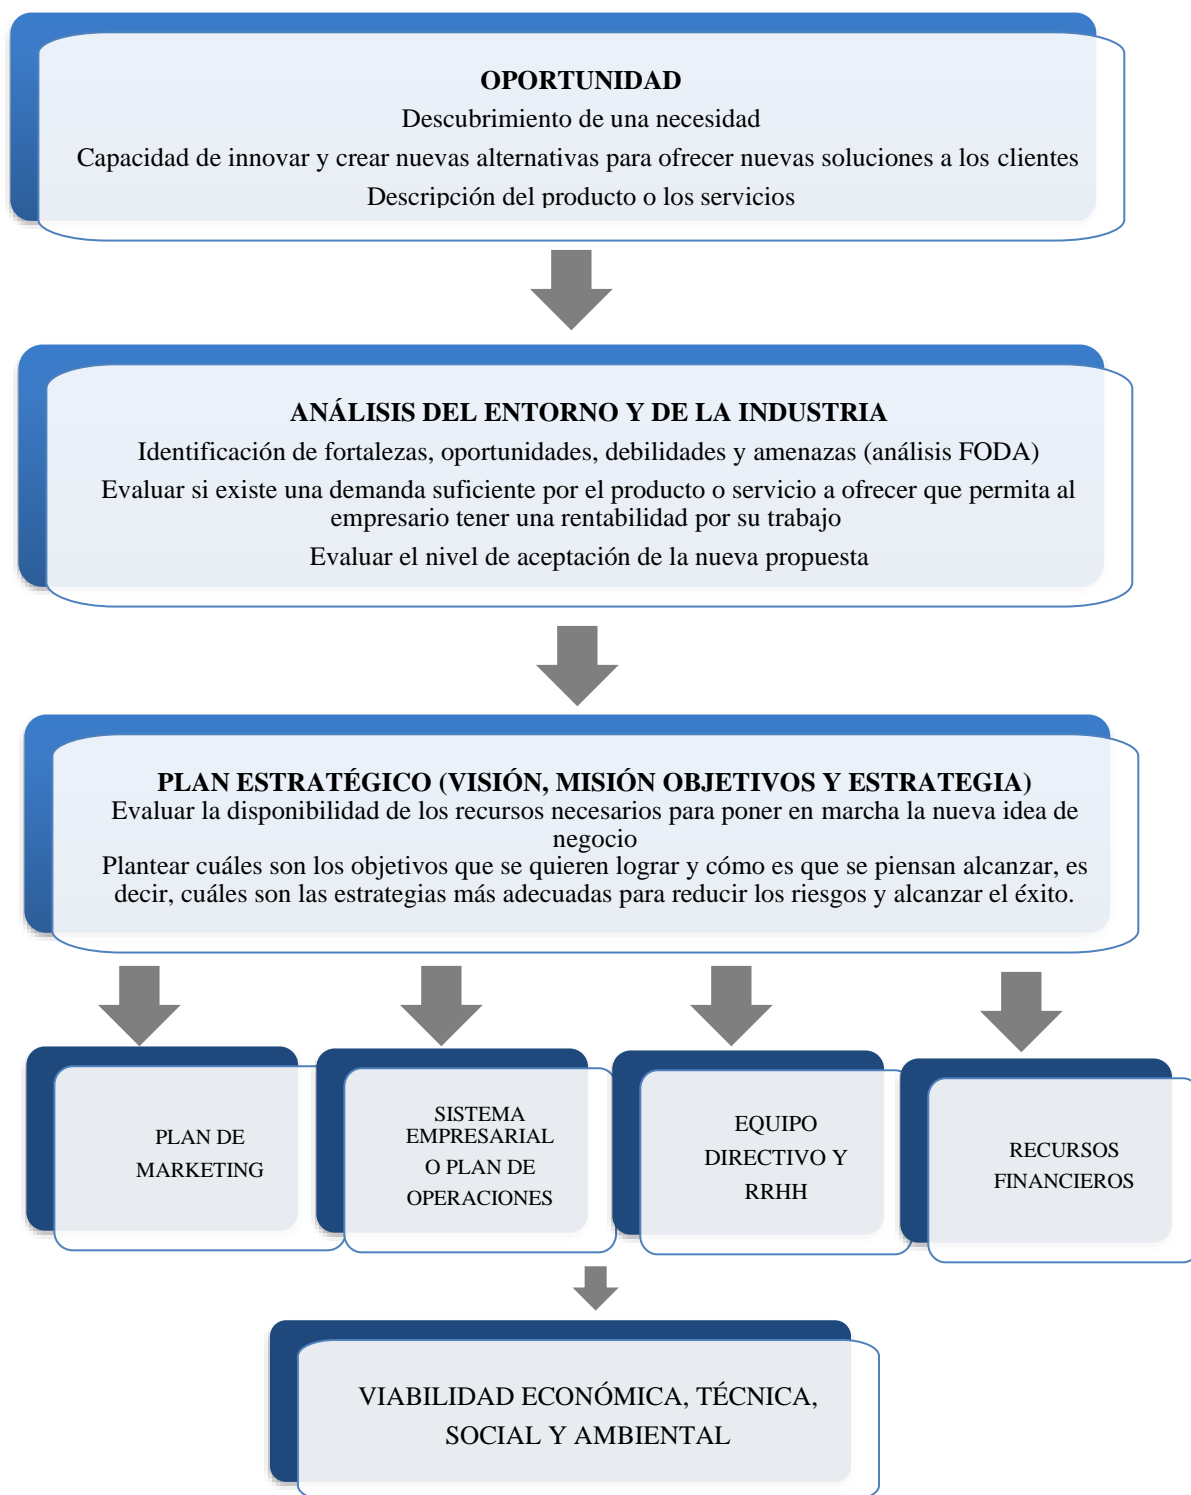 OPORTUNIDAD
Descubrimiento de una necesidad
Capacidad de innovar y crear nuevas alternativas para ofrecer nuevas soluciones a los clientes
Descripción del producto o los servicios
ANÁLISIS DEL ENTORNO Y DE LA INDUSTRIA
Identificación de fortalezas, oportunidades, debilidades y amenazas (análisis FODA)
Evaluar si existe una demanda suficiente por el producto o servicio a ofrecer que permita al
empresario tener una rentabilidad por su trabajo
Evaluar el nivel de aceptación de la nueva propuesta
PLAN ESTRATÉGICO (VISIÓN, MISIÓN OBJETIVOS Y ESTRATEGIA)
Evaluar la disponibilidad de los recursos necesarios para poner en marcha la nueva idea de
negocio
Plantear cuáles son los objetivos que se quieren lograr y cómo es que se piensan alcanzar, es
decir, cuáles son las estrategias más adecuadas para reducir los riesgos y alcanzar el éxito.
PLAN DE
MARKETING
SISTEMA
EMPRESARIAL
O PLAN DE
OPERACIONES
EQUIPO
DIRECTIVO Y
RRHH
RECURSOS
FINANCIEROS
VIABILIDAD ECONÓMICA, TÉCNICA,
SOCIAL Y AMBIENTAL